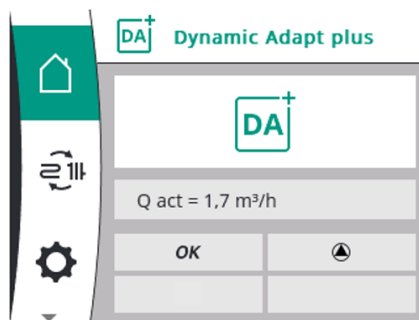 DA+ Dynamic Adapt plus
DA+
Q act = 1,7 m³/h
OK